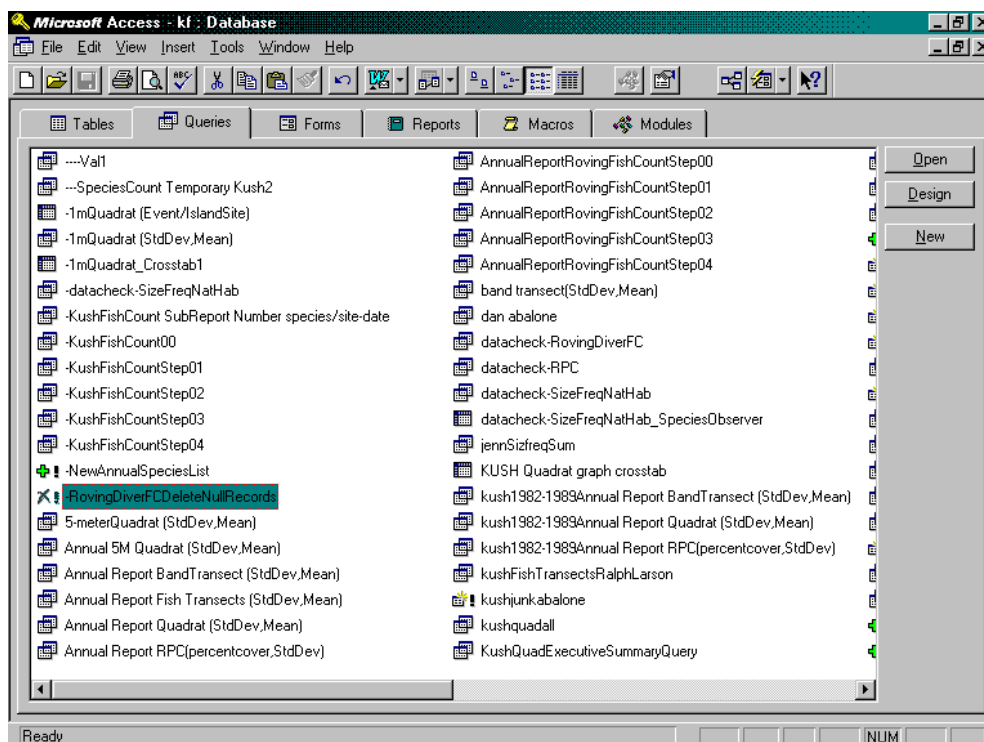 Microsoft Access - kf : Database
File Edit View Insert Tools Window Help
Tables Queries Forms Reports Macros Modules
----Val1
---SpeciesCount Temporary Kush2
-1mQuadrat (Event/IslandSite)
-1mQuadrat (StdDev,Mean)
-1mQuadrat_Crosstab1
-datacheck-SizeFreqNatHab
-KushFishCount SubReport Number species/site-date
-KushFishCount00
-KushFishCountStep01
-KushFishCountStep02
-KushFishCountStep03
-KushFishCountStep04
-NewAnnualSpeciesList
-RovingDiverFCDeleteNullRecords
5-meterQuadrat (StdDev,Mean)
Annual 5M Quadrat (StdDev,Mean)
Annual Report BandTransect (StdDev,Mean)
Annual Report Fish Transects (StdDev,Mean)
Annual Report Quadrat (StdDev,Mean)
Annual Report RPC(percentcover,StdDev)
AnnualReportRovingFishCountStep00
AnnualReportRovingFishCountStep01
AnnualReportRovingFishCountStep02
AnnualReportRovingFishCountStep03
AnnualReportRovingFishCountStep04
band transect(StdDev,Mean)
dan abalone
datacheck-RovingDiverFC
datacheck-RPC
datacheck-SizeFreqNatHab
datacheck-SizeFreqNatHab_SpeciesObserver
jennSizfreqSum
KUSH Quadrat graph crosstab
kush1982-1989Annual Report BandTransect (StdDev,Mean)
kush1982-1989Annual Report Quadrat (StdDev,Mean)
kush1982-1989Annual Report RPC(percentcover,StdDev)
kushFishTransectsRalphLarson
kushjunkabalone
kushquadall
KushQuadExecutiveSummaryQuery
Open
Design
New
Ready
NUM